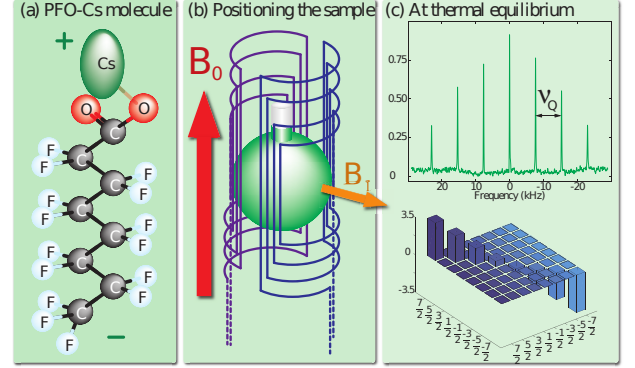 (a) PFO-Cs molecule
+
Cs
O O
C
F C
F
C F
F
F C
F
C F
F
F C
F
C F
F
F C
F
F
−
(b) Positioning the sample
B0
BI
(c) At thermal equilibrium
0.75
0.50
0.25
0
νQ
20 10 0 -10 -20
Frequency (kHz)
3.5
0
-3.5
7/2 5/2 3/2 1/2 -1/2 -3/2 -5/2 -7/2
7/2 5/2 3/2 1/2 -1/2 -3/2 -5/2 -7/2